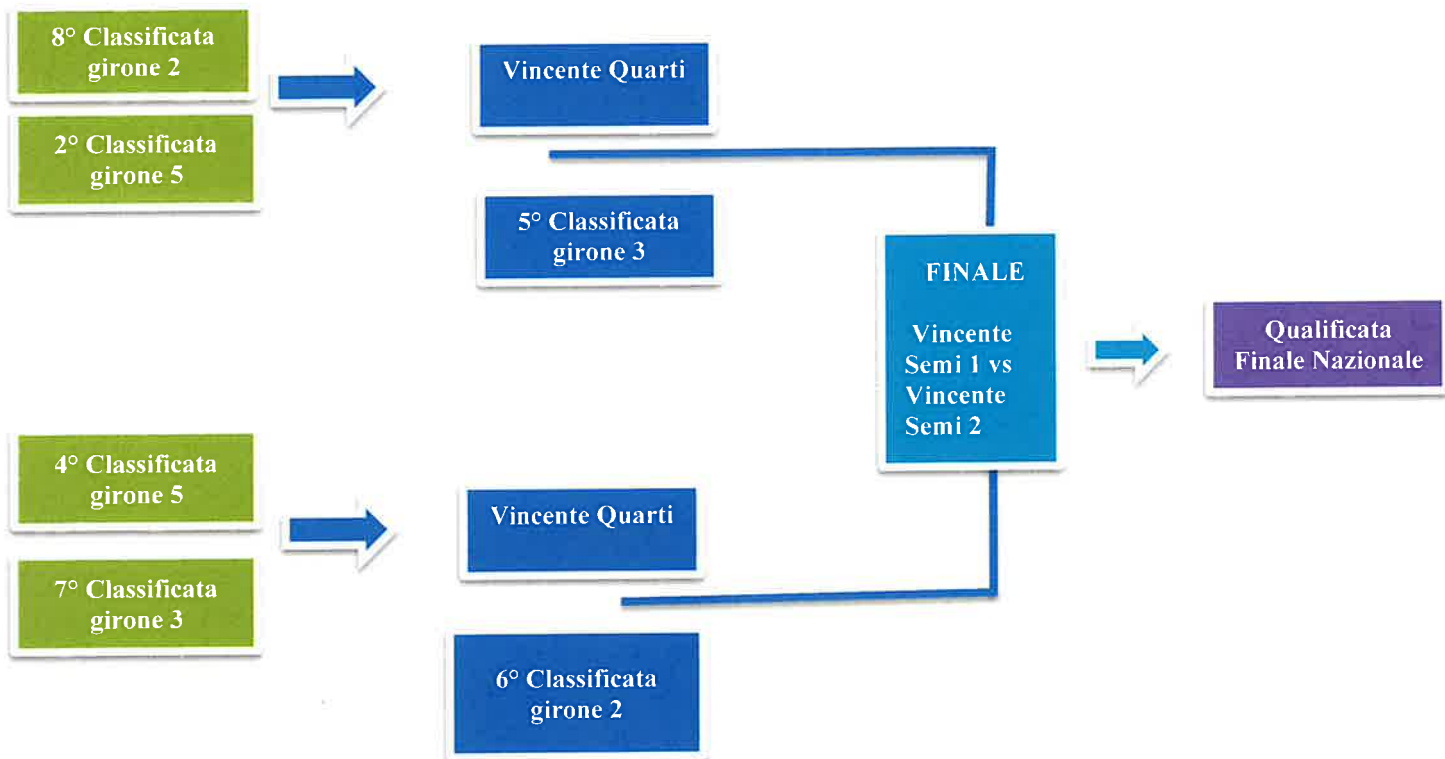 8° Classificata
girone 2
2° Classificata
girone 5
Vincente Quarti
5° Classificata
girone 3
4° Classificata
girone 5
7° Classificata
girone 3
Vincente Quarti
6° Classificata
girone 2
FINALE
Vincente
Semi 1 vs
Vincente
Semi 2
Qualificata
Finale Nazionale